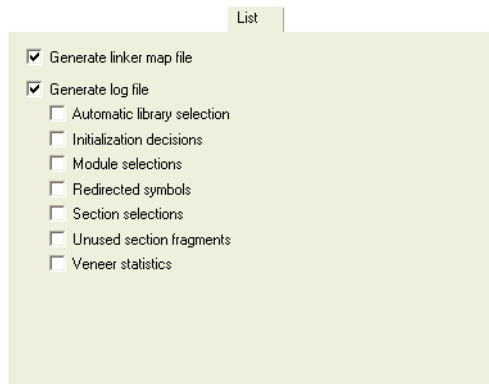 List
Generate linker map file
Generate log file
Automatic library selection
Initialization decisions
Module selections
Redirected symbols
Section selections
Unused section fragments
Veneer statistics